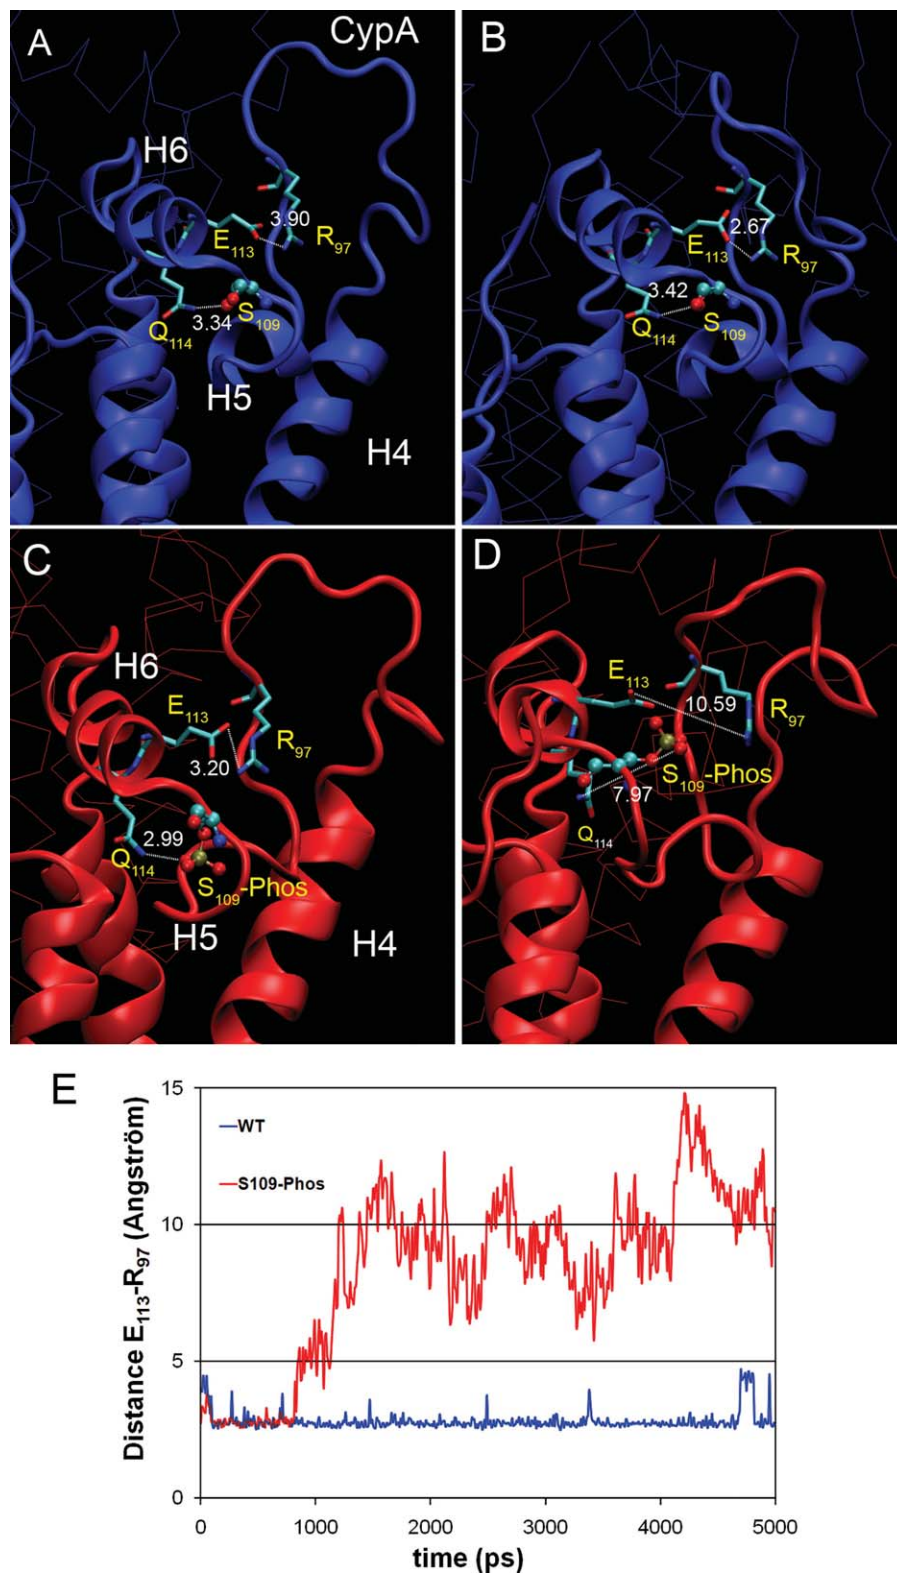 A
CypA
H6
3.90
E113
R97
S109
3.34
Q114
H5
H4
B
2.67
E113
R97
3.42
Q114
S109
C
H6
E113
3.20
R97
2.99
Q114
S109-Phos
H5
H4
D
E113
10.59
R97
S109-Phos
7.97
Q114
E
Distance E113-R97 (Angström)
15
WT
S109-Phos
10
5
0
0 1000 2000 3000 4000 5000
time (ps)